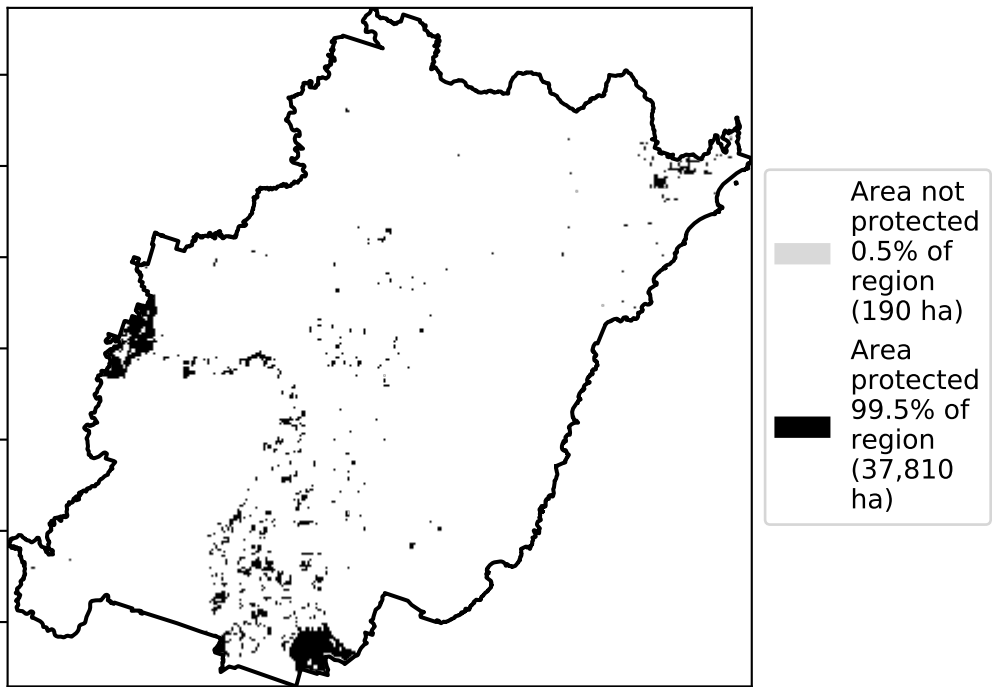 Area not
protected
0.5% of
region
(190 ha)
Area
protected
99.5% of
region
(37,810
ha)